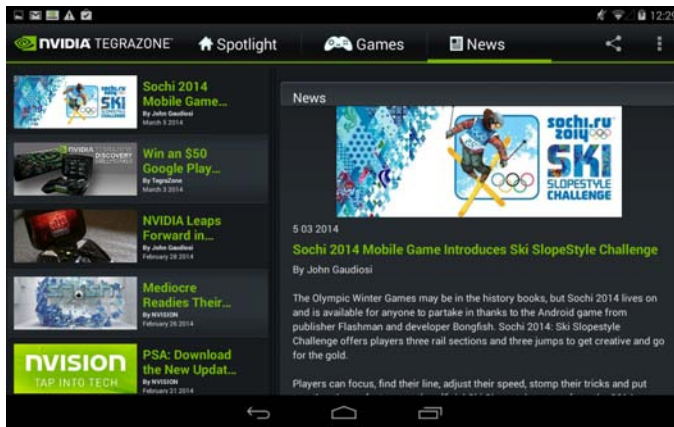 12:29
NVIDIA TEGRAZONE
Spotlight
Games
News
Sochi 2014
Mobile Game...
By John Gaudiosi
March 5 2014
Win an $50
Google Play...
By TegraZone
March 3 2014
NVIDIA Leaps
Forward in...
By John Gaudiosi
February 28 2014
Mediocre
Readies Their...
By NVISION
February 26 2014
NVISION
TAP INTO TECH
PSA: Download
the New Updat...
By NVISION
February 21 2014
News
sochi.ru
2014
SKI
SLOPESTYLE
CHALLENGE
5 03 2014
Sochi 2014 Mobile Game Introduces Ski SlopeStyle Challenge
By John Gaudiosi
The Olympic Winter Games may be in the history books, but Sochi 2014 lives on
and is available for anyone to partake in thanks to the Android game from
publisher Flashman and developer Bongfish. Sochi 2014: Ski Slopestyle
Challenge offers players three rail sections and three jumps to get creative and go
for the gold.
Players can focus, find their line, adjust their speed, stomp their tricks and put